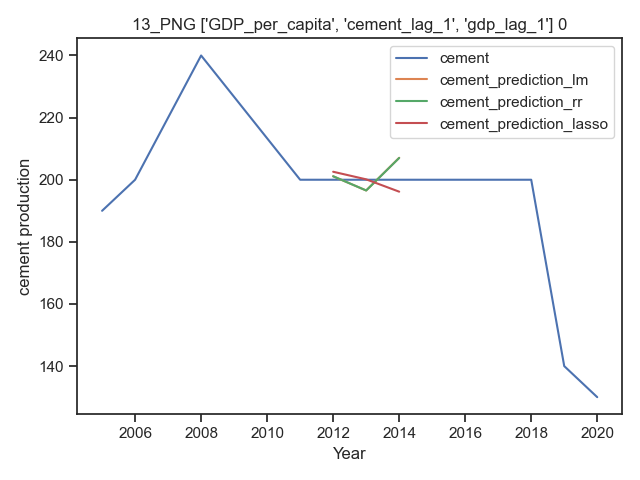 13_PNG ['GDP_per_capita', 'cement_lag_1', 'gdp_lag_1'] 0
cement
cement_prediction_lm
cement_prediction_rr
cement_prediction_lasso
cement production
240
220
200
180
160
140
2006
2008
2010
2012
2014
2016
2018
2020
Year